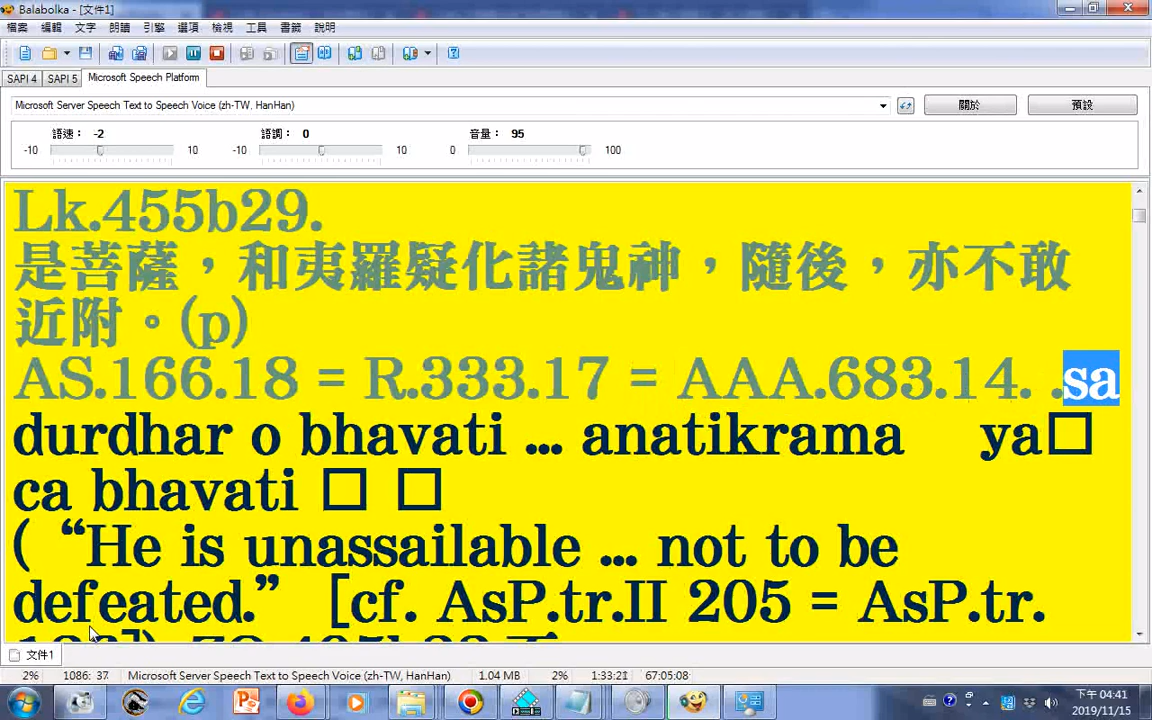 Balabolka - [文件1]
檔案 編輯 文字 朗讀 引擎 選項 檢視 工具 書籤 說明
SAPI 4 SAPI 5 Microsoft Speech Platform
Microsoft Server Speech Text to Speech Voice (zh-TW, HanHan) 關於 預設
語速： -2 語調： 0 音量： 95
-10 10 -10 10 0 100
Lk.455b29.
是菩薩，和夷羅疑化諸鬼神，隨後，亦不敢
近附。(p)
AS.166.18 = R.333.17 = AAA.683.14. .sa
durdhar o bhavati ... anatikrama ya□
ca bhavati □ □
( “He is unassailable ... not to be
defeated.” [cf. AsP.tr.II 205 = AsP.tr.
文件1
2% 1086: 37 Microsoft Server Speech Text to Speech Voice (zh-TW, HanHan) 1.04 MB 2% 1:33:21 67:05:08
下午 04:41
2019/11/15